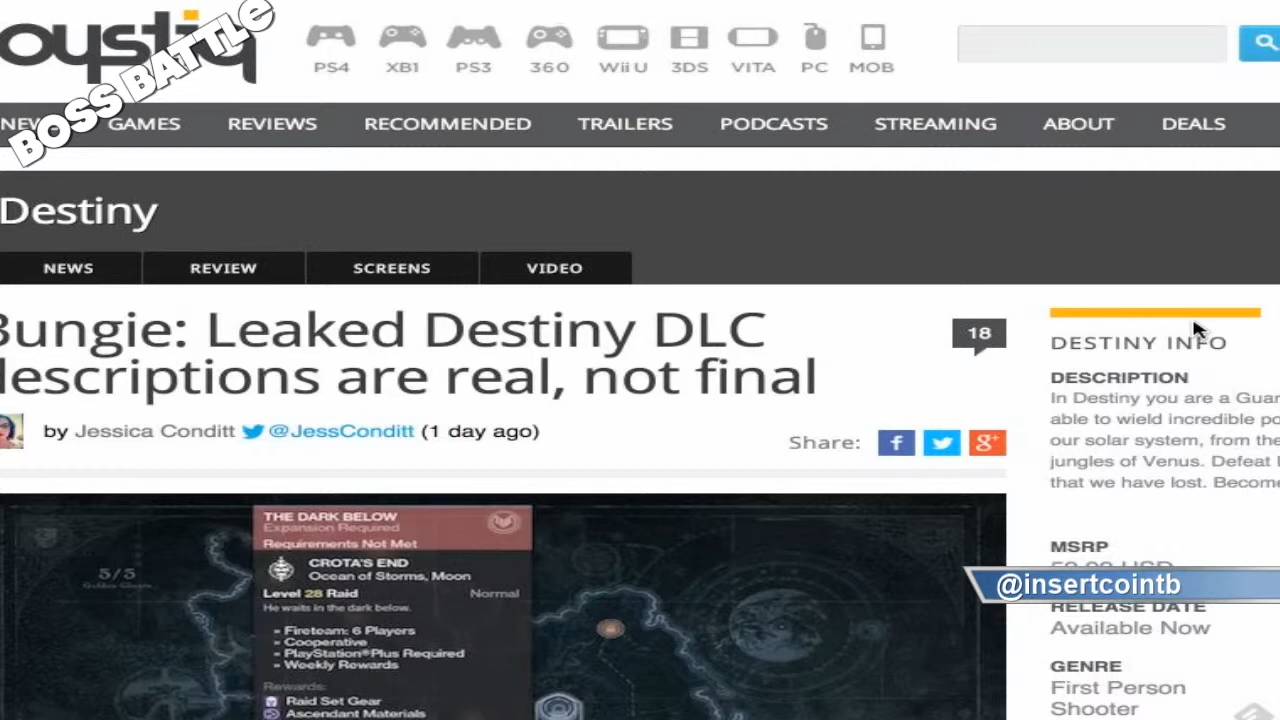 oystiq
BOSS BATTLE
PS4 XB1 PS3 360 Wii U 3DS VITA PC MOB
NEW GAMES REVIEWS RECOMMENDED TRAILERS PODCASTS STREAMING ABOUT DEALS
Destiny
NEWS REVIEW SCREENS VIDEO
Bungie: Leaked Destiny DLC
descriptions are real, not final
18
by Jessica Conditt @JessConditt (1 day ago)
Share: f g+
DESTINY INFO
DESCRIPTION
In Destiny you are a Guar
able to wield incredible po
our solar system, from the
jungles of Venus. Defeat
that we have lost. Become
MSRP
@insertcointb
RELEASE DATE
Available Now
GENRE
First Person
Shooter
THE DARK BELOW
Expansion Required
Requirements Not Met
5/5
CROTA'S END
Ocean of Storms, Moon
Level 28 Raid Normal
He waits in the dark below.
» Fireteam: 6 Players
» Cooperative
» PlayStation®Plus Required
» Weekly Rewards
Rewards:
Raid Set Gear
Ascendant Materials